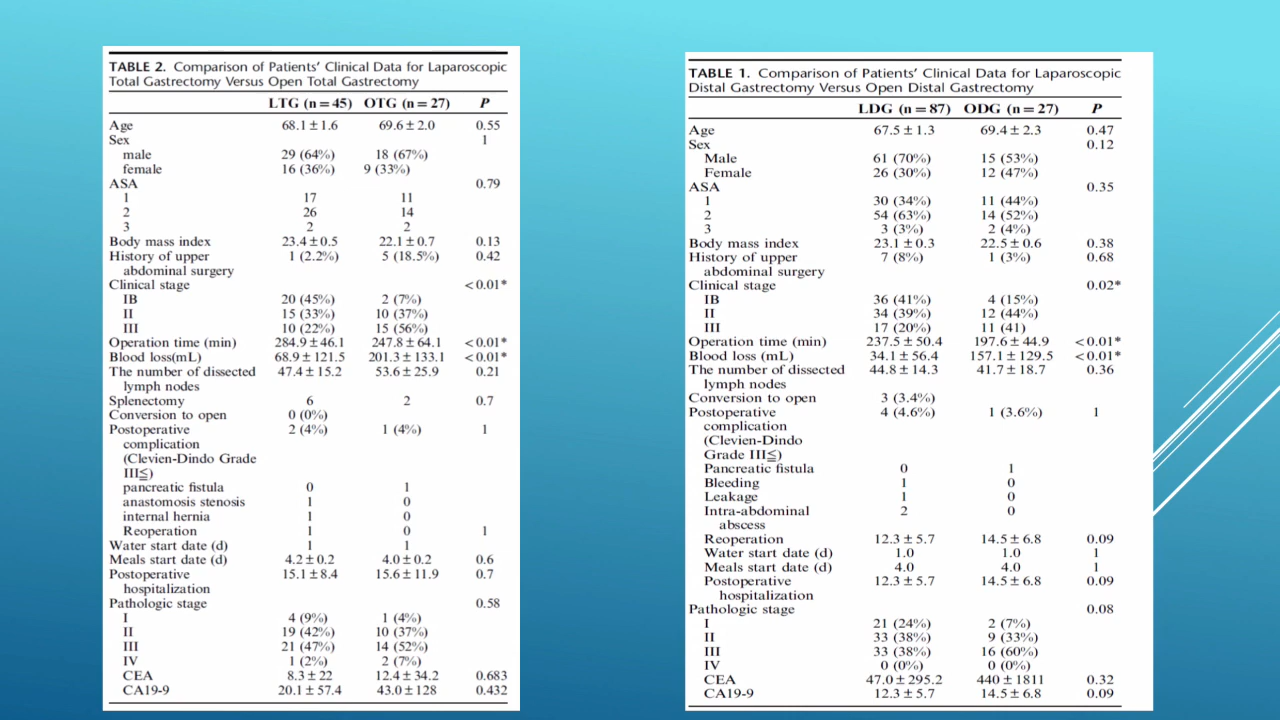 TABLE 2. Comparison of Patients' Clinical Data for Laparoscopic
Total Gastrectomy Versus Open Total Gastrectomy
LTG (n=45) OTG (n=27) P
Age 68.1±1.6 69.6±2.0 0.55
Sex 1
male 29 (64%) 18 (67%)
female 16 (36%) 9 (33%)
ASA 0.79
1 17 11
2 26 14
3 2 2
Body mass index 23.4±0.5 22.1±0.7 0.13
History of upper 1 (2.2%) 5 (18.5%) 0.42
abdominal surgery
Clinical stage <0.01*
IB 20 (45%) 2 (7%)
II 15 (33%) 10 (37%)
III 10 (22%) 15 (56%)
Operation time (min) 284.9±46.1 247.8±64.1 <0.01*
Blood loss(mL) 68.9±121.5 201.3±133.1 <0.01*
The number of dissected 47.4±15.2 53.6±25.9 0.21
lymph nodes
Splenectomy 6 2 0.7
Conversion to open 0 (0%)
Postoperative 2 (4%) 1 (4%) 1
complication
(Clevien-Dindo Grade
III≦)
pancreatic fistula 0 1
anastomosis stenosis 1 0
internal hernia 1 0
Reoperation 1 0 1
Water start date (d) 1 1
Meals start date (d) 4.2±0.2 4.0±0.2 0.6
Postoperative 15.1±8.4 15.6±11.9 0.7
hospitalization
Pathologic stage 0.58
I 4 (9%) 1 (4%)
II 19 (42%) 10 (37%)
III 21 (47%) 14 (52%)
IV 1 (2%) 2 (7%)
CEA 8.3±22 12.4±34.2 0.683
CA19-9 20.1±57.4 43.0±128 0.432
TABLE 1. Comparison of Patients' Clinical Data for Laparoscopic
Distal Gastrectomy Versus Open Distal Gastrectomy
LDG (n=87) ODG (n=27) P
Age 67.5±1.3 69.4±2.3 0.47
Sex 0.12
Male 61 (70%) 15 (53%)
Female 26 (30%) 12 (47%)
ASA 0.35
1 30 (34%) 11 (44%)
2 54 (63%) 14 (52%)
3 3 (3%) 2 (4%)
Body mass index 23.1±0.3 22.5±0.6 0.38
History of upper 7 (8%) 1 (3%) 0.68
abdominal surgery
Clinical stage 0.02*
IB 36 (41%) 4 (15%)
II 34 (39%) 12 (44%)
III 17 (20%) 11 (41)
Operation time (min) 237.5±50.4 197.6±44.9 <0.01*
Blood loss (mL) 34.1±56.4 157.1±129.5 <0.01*
The number of dissected 44.8±14.3 41.7±18.7 0.36
lymph nodes
Conversion to open 3 (3.4%)
Postoperative 4 (4.6%) 1 (3.6%) 1
complication
(Clevien-Dindo
Grade III≦)
Pancreatic fistula 0 1
Bleeding 1 0
Leakage 1 0
Intra-abdominal 2 0
abscess
Reoperation 12.3±5.7 14.5±6.8 0.09
Water start date (d) 1.0 1.0 1
Meals start date (d) 4.0 4.0 1
Postoperative 12.3±5.7 14.5±6.8 0.09
hospitalization
Pathologic stage 0.08
I 21 (24%) 2 (7%)
II 33 (38%) 9 (33%)
III 33 (38%) 16 (60%)
IV 0 (0%) 0 (0%)
CEA 47.0±295.2 440±1811 0.32
CA19-9 12.3±5.7 14.5±6.8 0.09